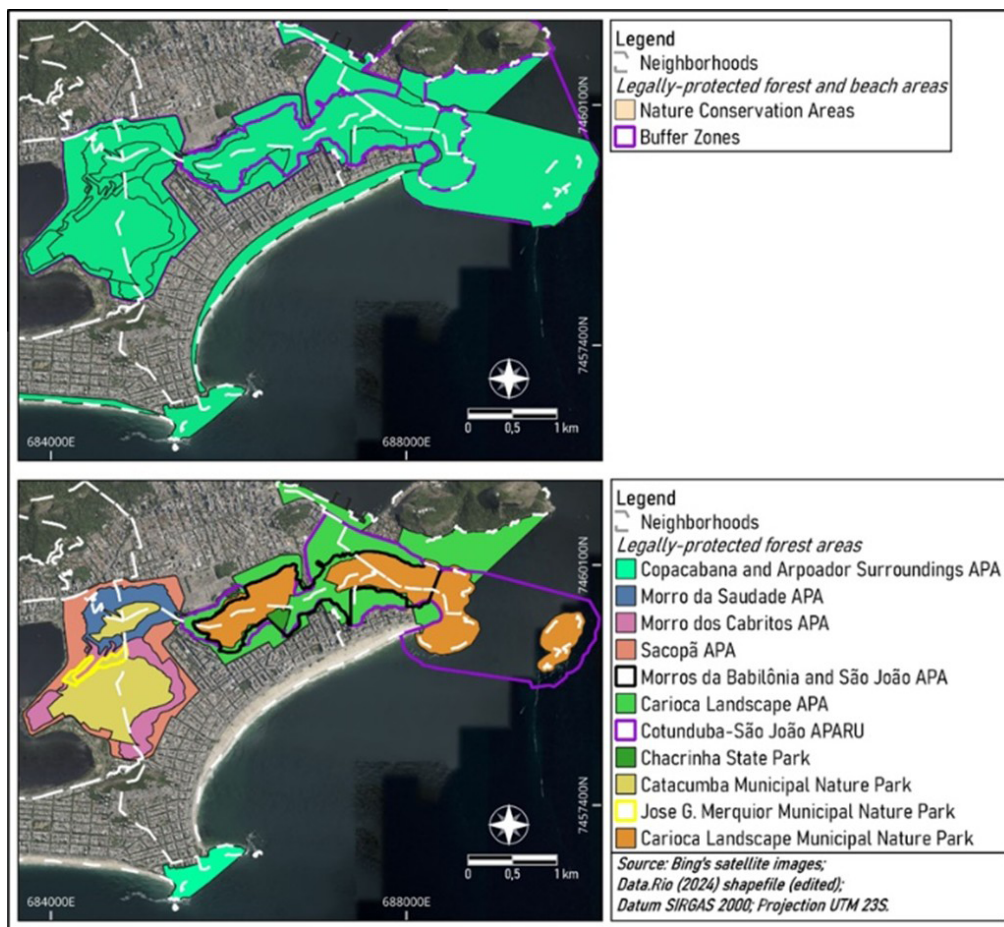 Legend
Neighborhoods
Legally-protected forest and beach areas
Nature Conservation Areas
Buffer Zones
7460100N
7457400N
0 0,5 1 km
684000E
688000E
Legend
Neighborhoods
Legally-protected forest areas
Copacabana and Arpoador Surroundings APA
Morro da Saudade APA
Morro dos Cabritos APA
Sacopã APA
Morros da Babilônia and São João APA
Carioca Landscape APA
Cotunduba-São João APARU
Chacrinha State Park
Catacumba Municipal Nature Park
Jose G. Merquior Municipal Nature Park
Carioca Landscape Municipal Nature Park
Source: Bing's satellite images;
Data.Rio (2024) shapefile (edited);
Datum SIRGAS 2000; Projection UTM 23S.
7460100N
7457400N
0 0,5 1 km
684000E
688000E